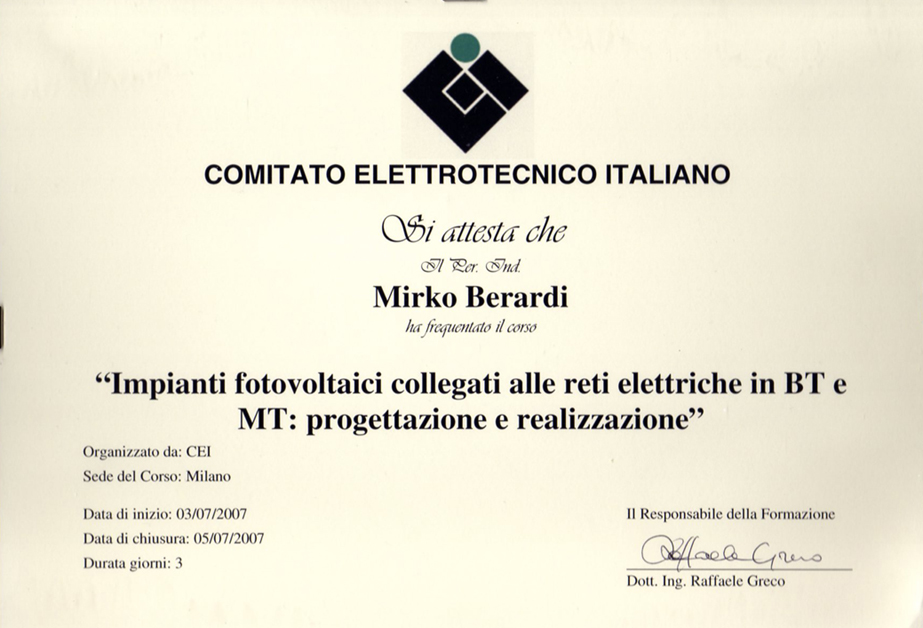 COMITATO ELETTROTECNICO ITALIANO
Si attesta che
Il Per. Ind.
Mirko Berardi
ha frequentato il corso
“Impianti fotovoltaici collegati alle reti elettriche in BT e
MT: progettazione e realizzazione”
Organizzato da: CEI
Sede del Corso: Milano
Data di inizio: 03/07/2007
Data di chiusura: 05/07/2007
Durata giorni: 3
Il Responsabile della Formazione
Raffaele Greco
Dott. Ing. Raffaele Greco